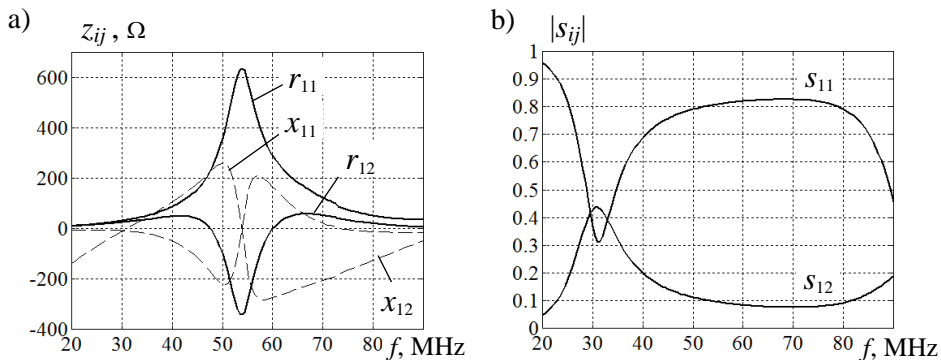 a)
z_ij , Ω
600
400
200
0
-200
-400
20 30 40 50 60 70 80
f, MHz
r_11
x_11
r_12
x_12
b)
|s_ij|
1
0.9
0.8
0.7
0.6
0.5
0.4
0.3
0.2
0.1
0
20 30 40 50 60 70 80
f, MHz
s_11
s_12